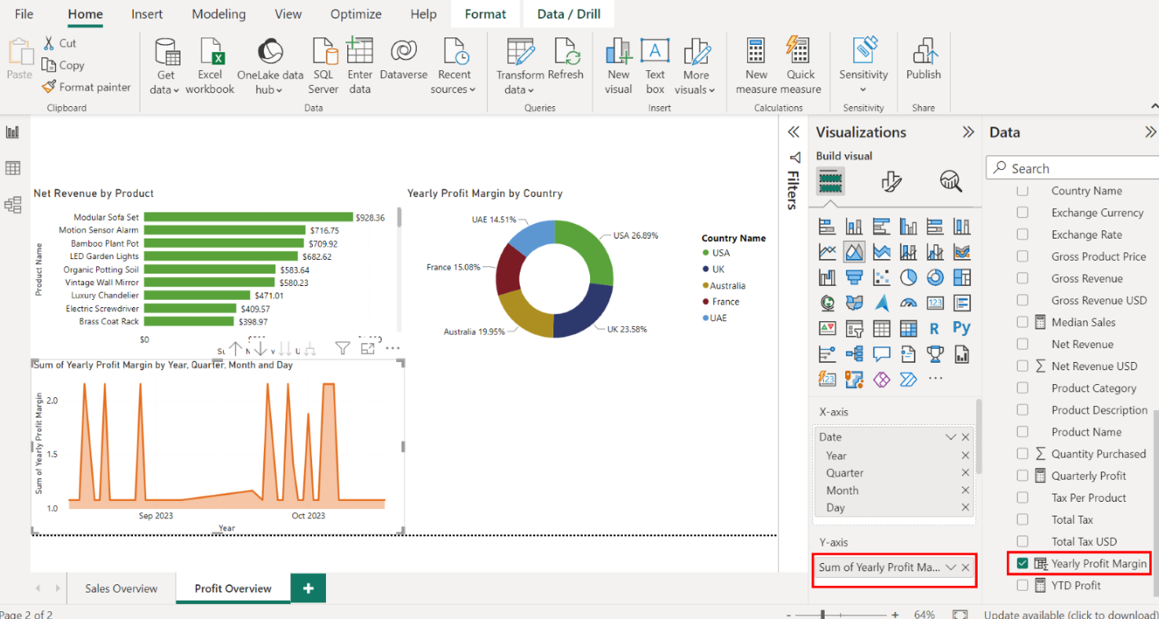 File Home Insert Modeling View Optimize Help Format Data / Drill
Paste
Cut
Copy
Format painter
Clipboard
Get data
Excel workbook
OneLake data hub
SQL Server
Enter data
Dataverse
Recent sources
Data
Transform data
Refresh
Queries
New visual
Text box
More visuals
Insert
New measure
Quick measure
Calculations
Sensitivity
Sensitivity
Publish
Share
Net Revenue by Product
Product Name
Modular Sofa Set $928.36
Motion Sensor Alarm $716.75
Bamboo Plant Pot $709.92
LED Garden Lights $682.62
Organic Potting Soil $583.64
Vintage Wall Mirror $580.23
Luxury Chandelier $471.01
Electric Screwdriver $409.57
Brass Coat Rack $398.97
$0
Yearly Profit Margin by Country
UAE 14.51%
USA 26.89%
France 15.08%
Australia 19.95%
UK 23.58%
Country Name
USA
UK
Australia
France
UAE
Sum of Yearly Profit Margin by Year, Quarter, Month and Day
Sum of Yearly Profit Margin
2.0
1.5
1.0
Sep 2023 Oct 2023
Year
Filters
Visualizations
Build visual
123
R
Py
123
X-axis
Date
Year
Quarter
Month
Day
Y-axis
Sum of Yearly Profit Ma...
Data
Search
Country Name
Exchange Currency
Exchange Rate
Gross Product Price
Gross Revenue
Gross Revenue USD
Median Sales
Net Revenue
Net Revenue USD
Product Category
Product Description
Product Name
Quantity Purchased
Quarterly Profit
Tax Per Product
Total Tax
Total Tax USD
Yearly Profit Margin
YTD Profit
Sales Overview Profit Overview +
Page 2 of 2
- + 64%
Update available (click to download)